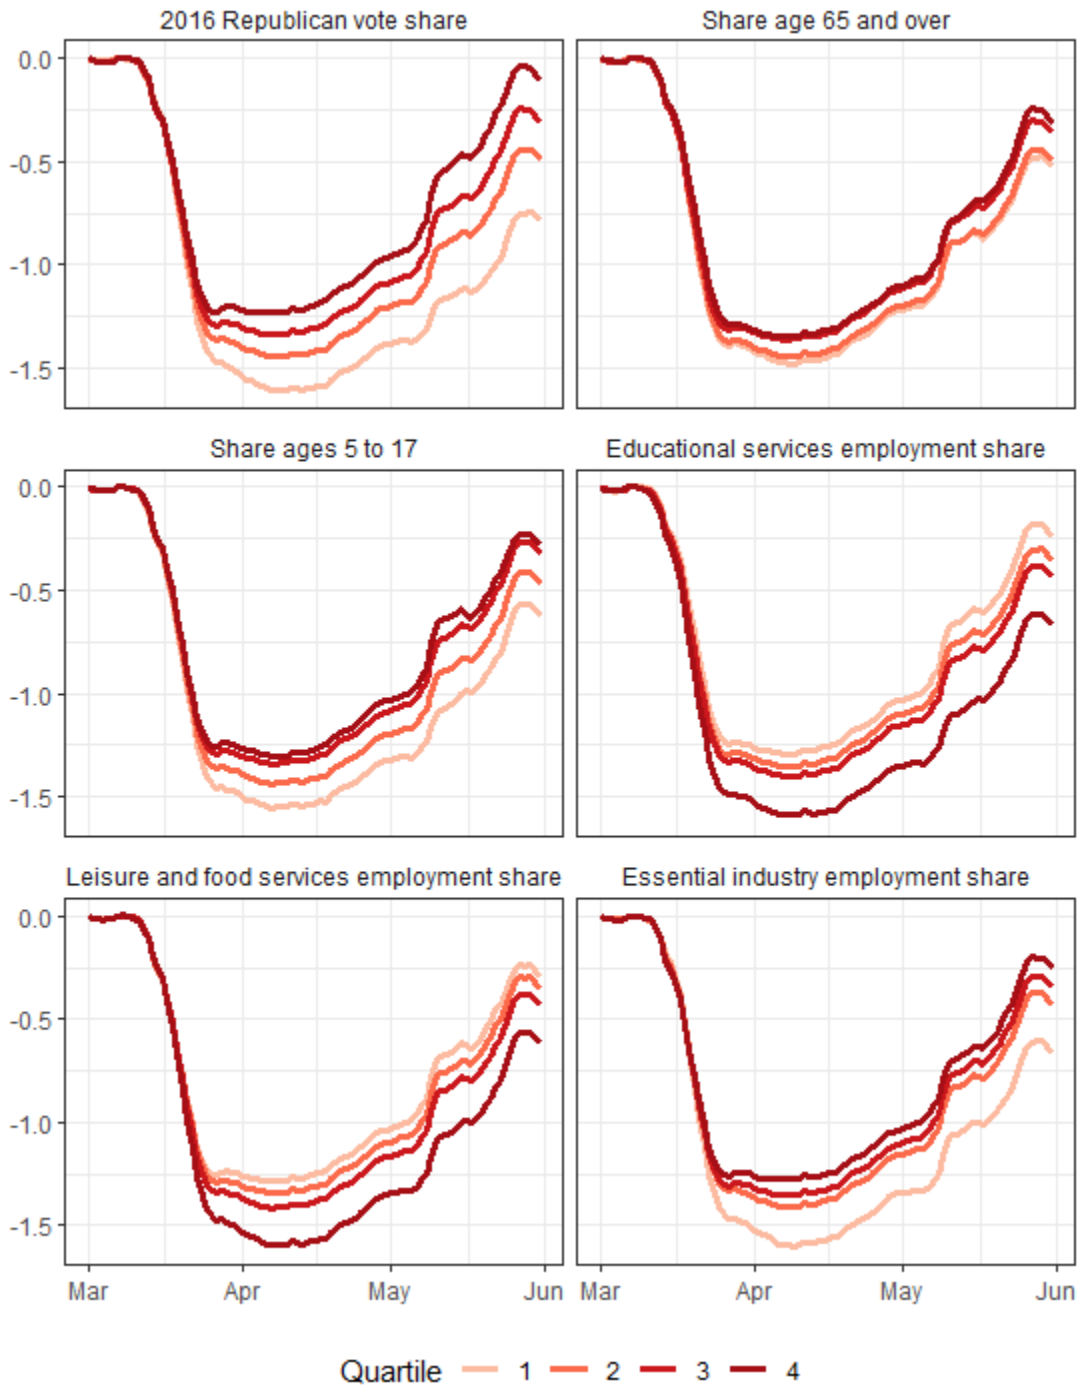 2016 Republican vote share
Share age 65 and over
0.0
-0.5
-1.0
-1.5
Share ages 5 to 17
Educational services employment share
0.0
-0.5
-1.0
-1.5
Leisure and food services employment share
Essential industry employment share
0.0
-0.5
-1.0
-1.5
Mar Apr May Jun Mar Apr May Jun
Quartile 1 2 3 4